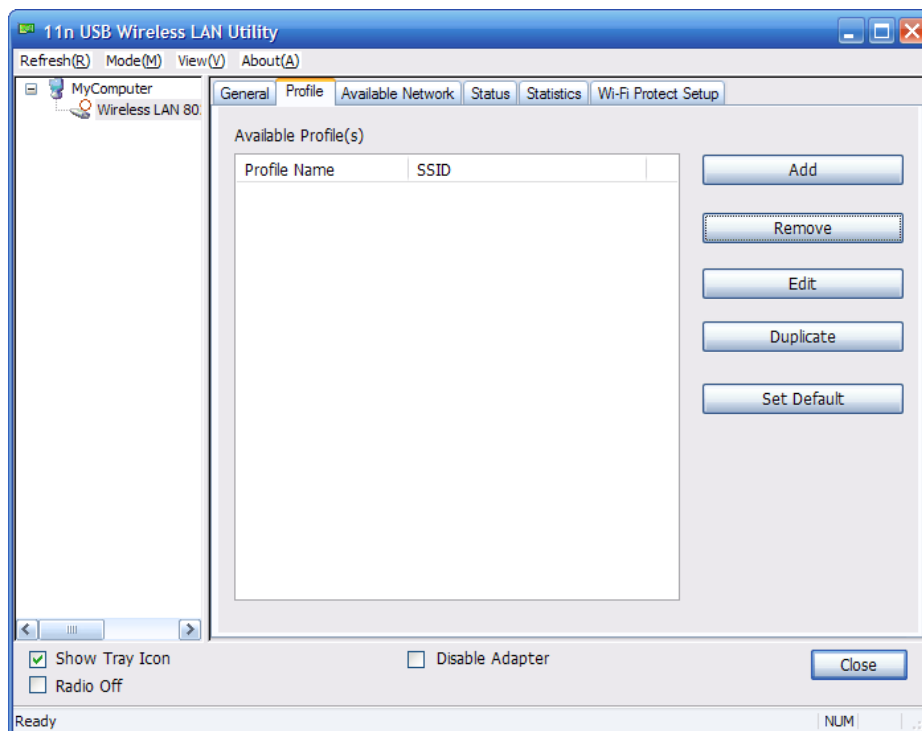 11n USB Wireless LAN Utility
Refresh(R) Mode(M) View(V) About(A)
MyComputer
Wireless LAN 80
General Profile Available Network Status Statistics Wi-Fi Protect Setup
Available Profile(s)
Profile Name SSID
Add
Remove
Edit
Duplicate
Set Default
Show Tray Icon
Disable Adapter
Radio Off
Close
Ready NUM